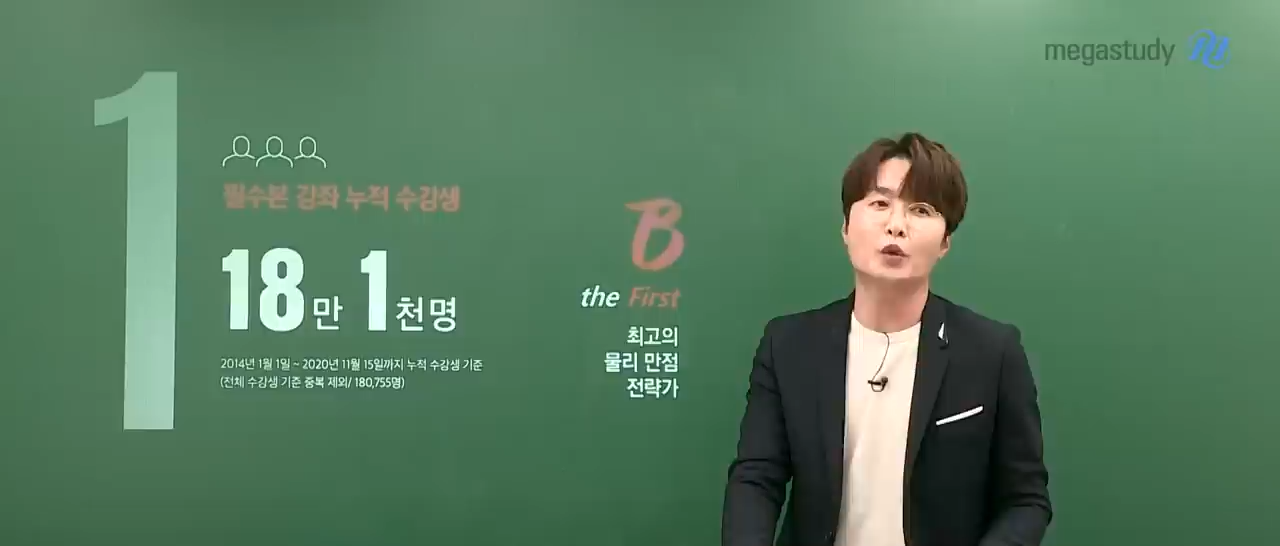 megastudy
1
필수본 강좌 누적 수강생
18만 1천명
2014년 1월 1일 ~ 2020년 11월 15일까지 누적 수강생 기준
(전체 수강생 기준 중복 제외/ 180,755명)
B
the First
최고의
물리 만점
전략가